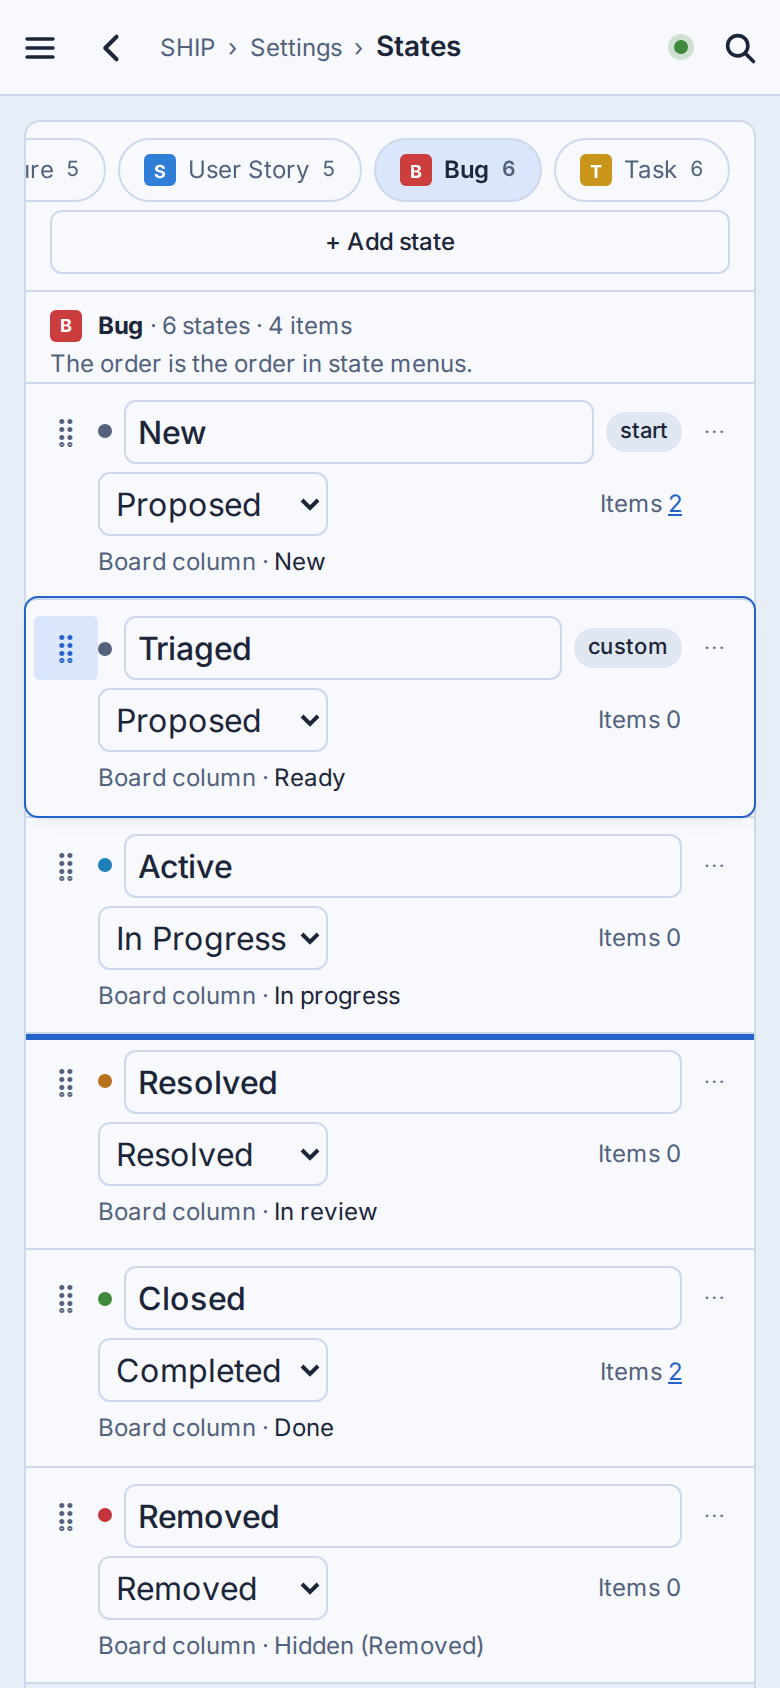 SHIP › Settings › States
ure 5 S User Story 5 B Bug 6 T Task 6
+ Add state
B Bug · 6 states · 4 items
The order is the order in state menus.
New start ···
Proposed Items 2
Board column · New
Triaged custom ···
Proposed Items 0
Board column · Ready
Active ···
In Progress Items 0
Board column · In progress
Resolved ···
Resolved Items 0
Board column · In review
Closed ···
Completed Items 2
Board column · Done
Removed ···
Removed Items 0
Board column · Hidden (Removed)